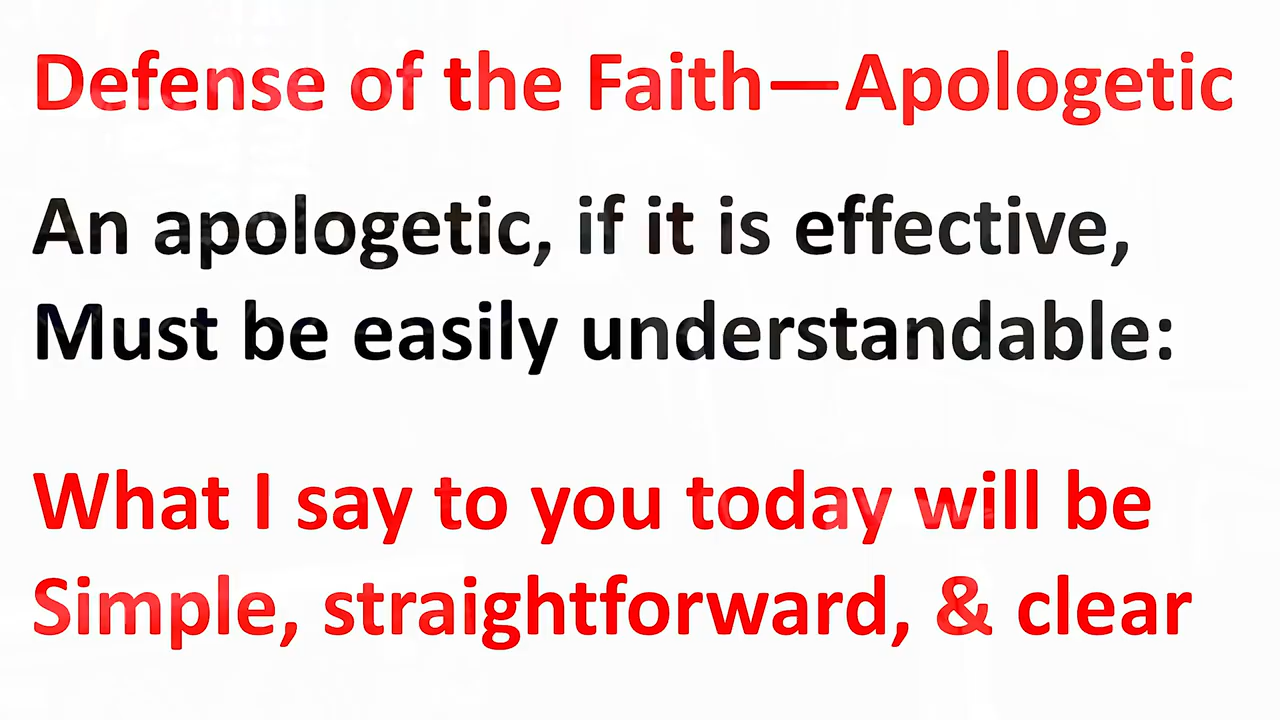 Defense of the Faith—Apologetic
An apologetic, if it is effective,
Must be easily understandable:
What I say to you today will be
Simple, straightforward, & clear